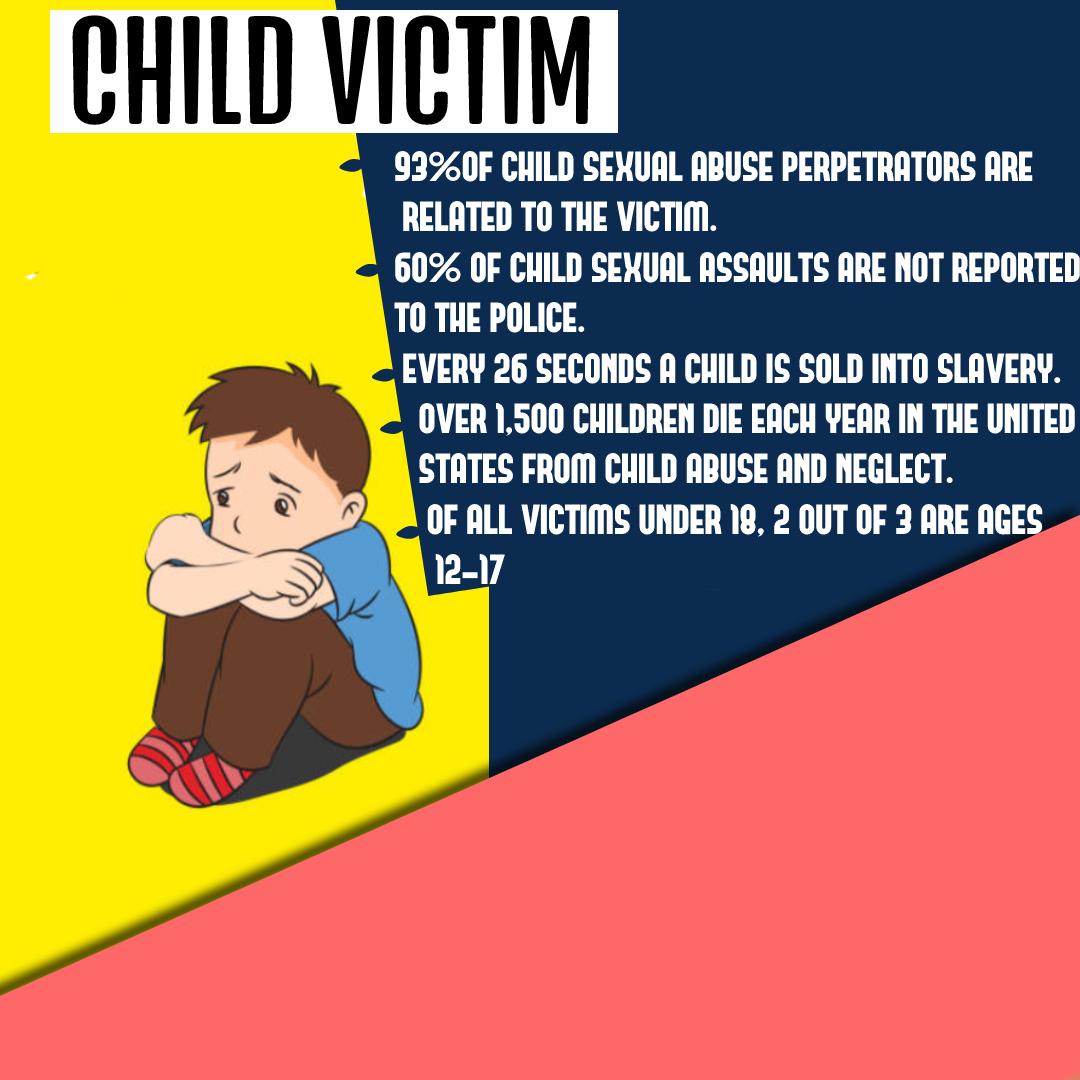 CHILD VICTIM
93%OF CHILD SEXUAL ABUSE PERPETRATORS ARE
RELATED TO THE VICTIM.
60% OF CHILD SEXUAL ASSAULTS ARE NOT REPORTED
TO THE POLICE.
EVERY 26 SECONDS A CHILD IS SOLD INTO SLAVERY.
OVER 1,500 CHILDREN DIE EACH YEAR IN THE UNITED
STATES FROM CHILD ABUSE AND NEGLECT.
OF ALL VICTIMS UNDER 18, 2 OUT OF 3 ARE AGES
12-17